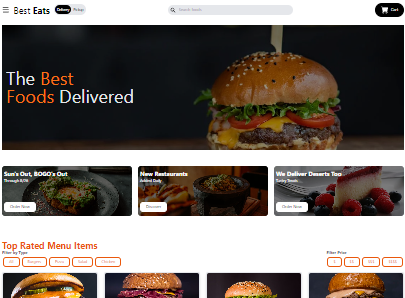 Best Eats
Delivery Pickup
Search foods
Cart
The Best
Foods Delivered
Sun's Out, BOGO's Out
Through 8/26
Order Now
New Restaurants
Added Daily
Discover
We Deliver Deserts Too
Tasty Treats
Order Now
Top Rated Menu Items
Filter by Type
All Burgers Pizza Salad Chicken
Filter Price
$ $$ $$$ $$$$